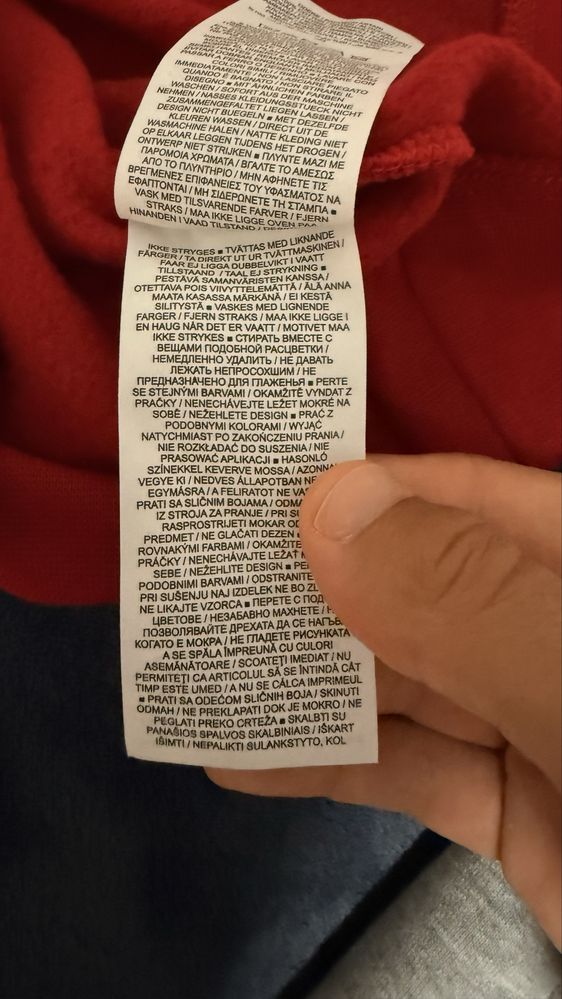 PASSAR
IMMEDIATAMENTE / NON LASCIARE PIEGATO
QUANDO È BAGNATO / NON STIRARE IL
DISEGNO ■ MIT ÄHNLICHEN FARBEN
WASCHEN / SOFORT AUS DER MASCHINE
NEHMEN / NASSES KLEIDUNGSSTUECK NICHT
ZUSAMMENGEFALTET LIEGEN LASSEN /
DESIGN NICHT BUEGELN ■ MET DEZELFDE
KLEUREN WASSEN / DIRECT UIT DE
WASMACHINE HALEN / NATTE KLEDING NIET
OP ELKAAR LEGGEN TIJDENS HET DROGEN /
ONTWERP NIET STRIJKEN ■ ΠΛΥΝΤΕ ΜΑΖΙ ΜΕ
ΠΑΡΟΜΟΙΑ ΧΡΩΜΑΤΑ / ΒΓΑΛΤΕ ΤΟ ΑΜΕΣΩΣ
ΑΠΟ ΤΟ ΠΛΥΝΤΗΡΙΟ / ΜΗΝ ΑΦΗΝΕΤΕ ΤΙΣ
ΒΡΕΓΜΕΝΕΣ ΕΠΙΦΑΝΕΙΕΣ ΤΟΥ ΥΦΑΣΜΑΤΟΣ ΝΑ
ΕΦΑΠΤΟΝΤΑΙ / ΜΗ ΣΙΔΕΡΩΝΕΤΕ ΤΗ ΣΤΑΜΠΑ ■
VASK MED TILSVARENDE FARVER / FJERN
STRAKS / MAA IKKE LIGGE OVEN PAA
HINANDEN I VAAD TILSTAND /
IKKE STRYGES ■ TVÄTTAS MED LIKNANDE
FÄRGER / TA DIREKT UT UR TVÄTTMASKINEN /
FAAR EJ LIGGA DUBBELVIKT I VAATT
TILLSTAAND / TAAL EJ STRYKNING ■
PESTÄVÄ SAMANVÄRISTEN KANSSA /
OTETTAVA POIS VIIVYTTELEMÄTTÄ / ÄLÄ ANNA
MAATA KASASSA MÄRKÄNÄ / EI KESTÄ
SILITYSTÄ ■ VASKES MED LIGNENDE
FARGER / FJERN STRAKS / MAA IKKE LIGGE I
EN HAUG NÅR DET ER VAATT / MOTIVET MAA
IKKE STRYKES ■ СТИРАТЬ ВМЕСТЕ С
ВЕЩАМИ ПОДОБНОЙ РАСЦВЕТКИ /
НЕМЕДЛЕННО УДАЛИТЬ / НЕ ДАВАТЬ
ЛЕЖАТЬ НЕПРОСОХШИМ / НЕ
ПРЕДНАЗНАЧЕНО ДЛЯ ГЛАЖЕНЬЯ ■ PERTE
SE STEJNÝMI BARVAMI / OKAMŽITĚ VYNDAT Z
PRAČKY / NENECHÁVEJTE LEŽET MOKRÉ NA
SOBĚ / NEŽEHLETE DESIGN ■ PRAĆ Z
PODOBNYMI KOLORAMI / WYJĄĆ
NATYCHMIAST PO ZAKOŃCZENIU PRANIA /
NIE ROZKŁADAĆ DO SUSZENIA / NIE
PRASOWAĆ APLIKACJI ■ HASONLÓ
SZÍNEKKEL KEVERVE MOSSA / AZONNAL
VEGYE KI / NEDVES ÁLLAPOTBAN NE
EGYMÁSRA / A FELIRATOT NE
PRATI SA SLIČNIM BOJAMA /
IZ STROJA ZA PRANJE / PRI
RASPROSTRIJETI MOKAR
PREDMET / NE GLAČATI DEZEN ■
ROVNAKÝMI FARBAMI / OKAMŽITE
PRÁČKY / NENECHÁVEJTE LEŽAŤ
SEBE / NEŽEHLITE DESIGN ■
PODOBNIMI BARVAMI / ODSTRANITE
PRI SUŠENJU NAJ IZDELEK NE BO
NE LIKAJTE VZORCA ■ ПЕРЕТЕ С
ЦВЕТОВЕ / НЕЗАБАВНО МАХНЕТЕ /
ПОЗВОЛЯВАЙТЕ ДРЕХАТА ДА СЕ
КОГАТО Е МОКРА / НЕ ГЛАДЕТЕ РИСУНКАТА
A SE SPĂLA ÎMPREUNĂ CU CULORI
ASEMĂNĂTOARE / SCOATEȚI IMEDIAT / NU
PERMITEȚI CA ARTICOLUL SĂ SE ÎNTINDĂ CÂT
TIMP ESTE UMED / A NU SE CĂLCA IMPRIMEUL
■ PRATI SA ODEĆOM SLIČNIH BOJA / SKINUTI
ODMAH / NE PREKLAPATI DOK JE MOKRO / NE
PEGLATI PREKO CRTEŽA ■ SKALBTI SU
PANAŠIOS SPALVOS SKALBINIAIS / IŠKART
IŠIMTI / NEPALIKTI SULANKSTYTO, KOL